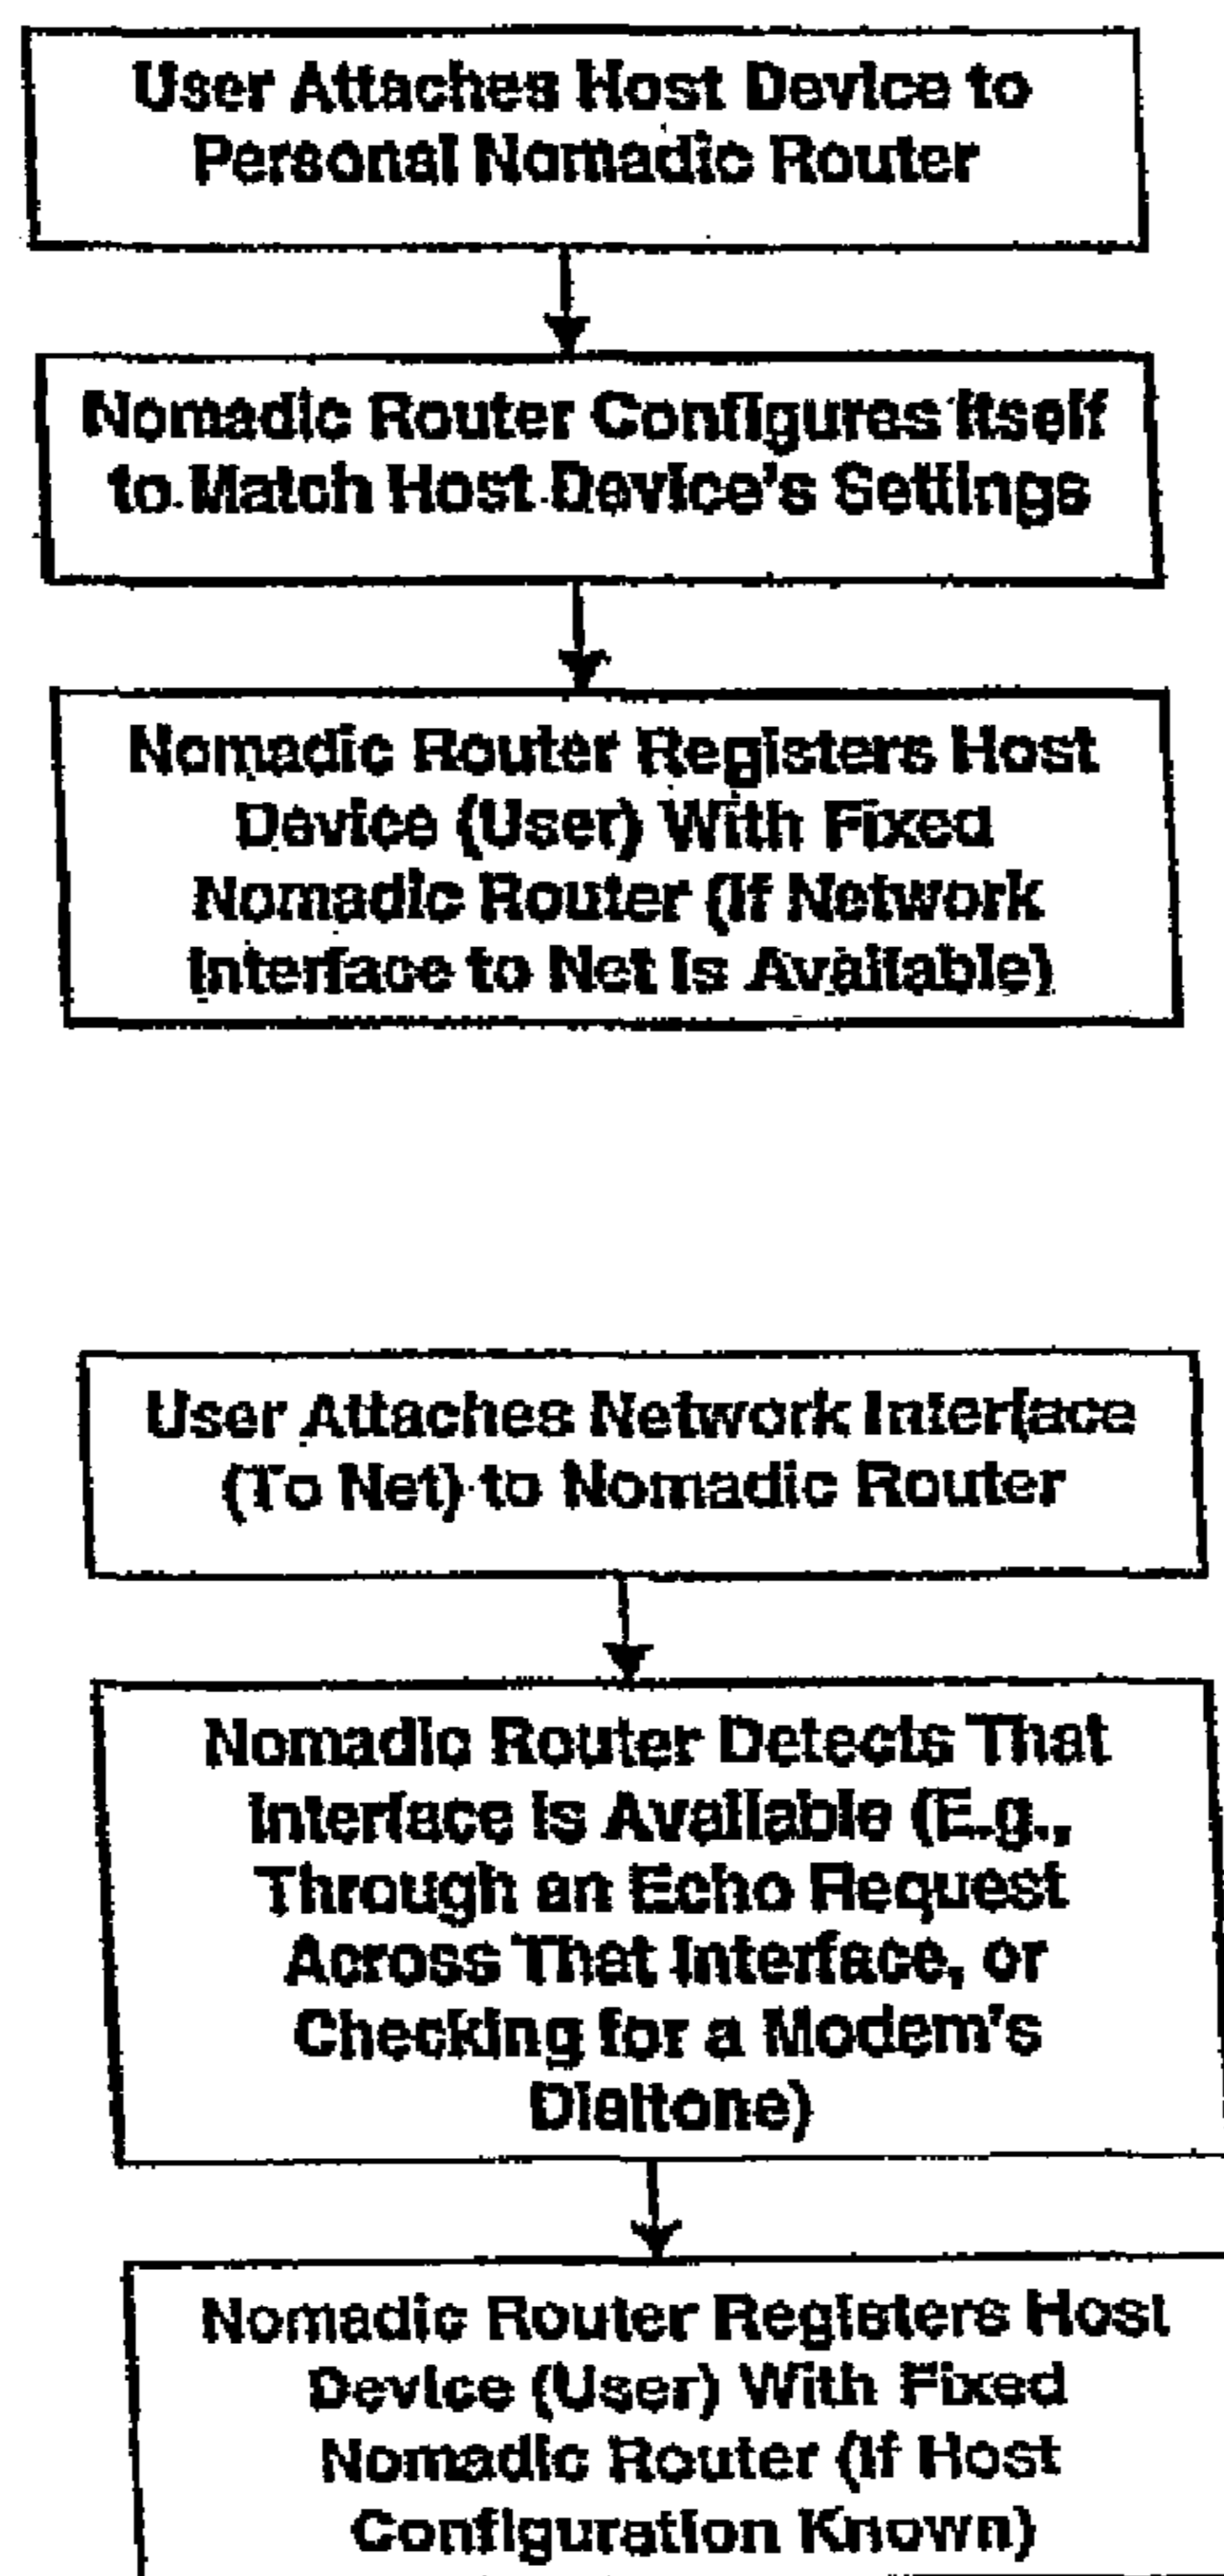 User Attaches Host Device to
Personal Nomadic Router
Nomadic Router Configures Itself
to Match Host Device's Settings
Nomadic Router Registers Host
Device (User) With Fixed
Nomadic Router (If Network
Interface to Net Is Available)
User Attaches Network Interface
(To Net) to Nomadic Router
Nomadic Router Detects That
Interface Is Available (E.g.,
Through an Echo Request
Across That Interface, or
Checking for a Modem's
Dialtone)
Nomadic Router Registers Host
Device (User) With Fixed
Nomadic Router (If Host
Configuration Known)